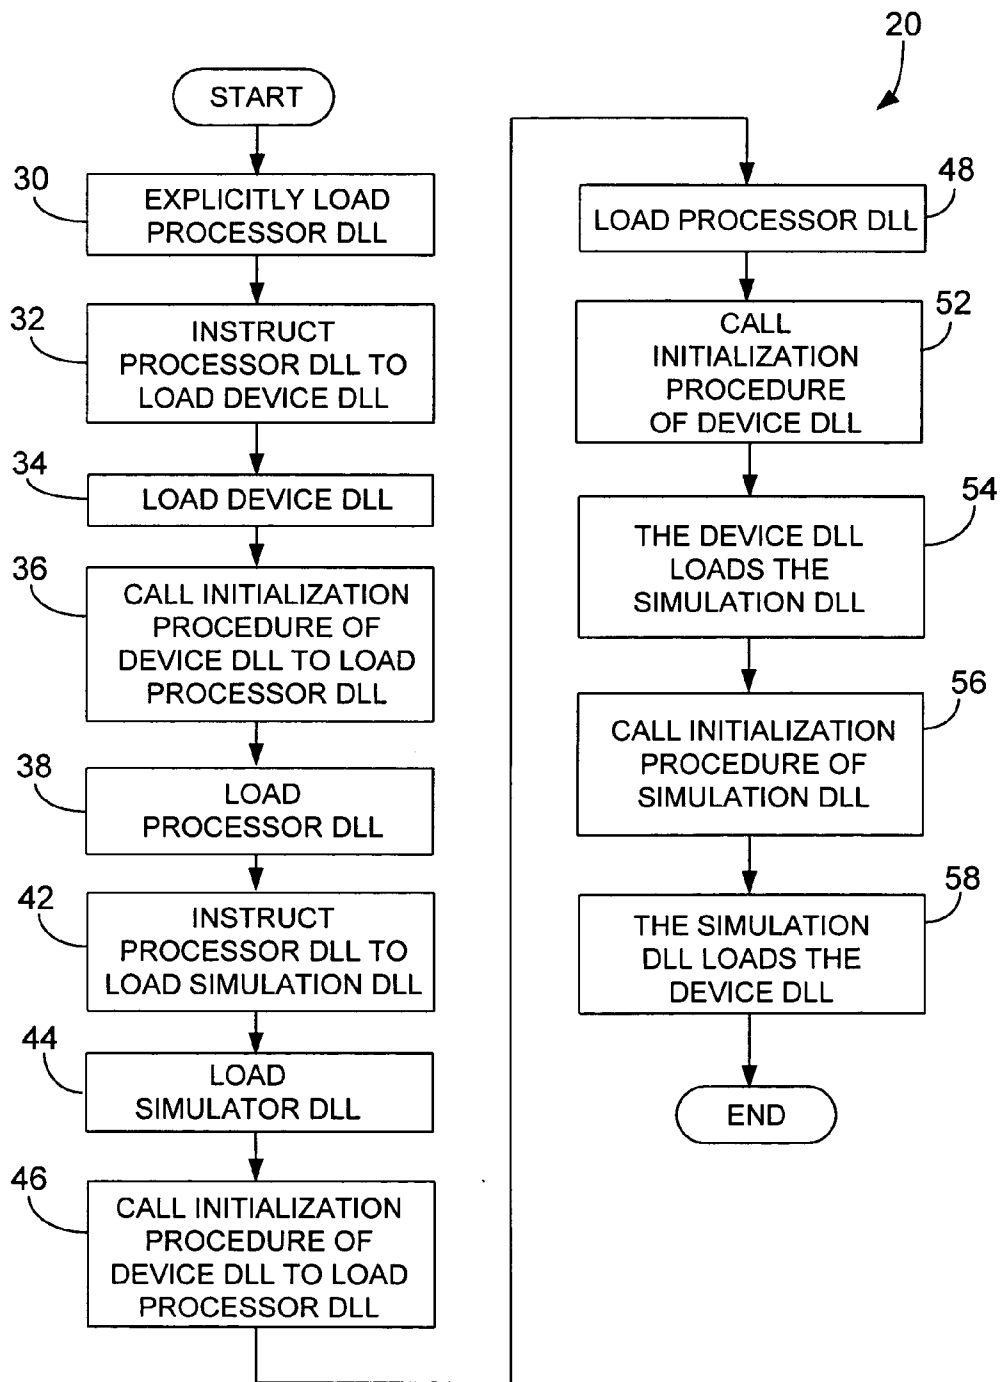 20
START
30
EXPLICITLY LOAD
PROCESSOR DLL
32
INSTRUCT
PROCESSOR DLL TO
LOAD DEVICE DLL
34
LOAD DEVICE DLL
36
CALL INITIALIZATION
PROCEDURE OF
DEVICE DLL TO LOAD
PROCESSOR DLL
38
LOAD
PROCESSOR DLL
42
INSTRUCT
PROCESSOR DLL TO
LOAD SIMULATION DLL
44
LOAD
SIMULATOR DLL
46
CALL INITIALIZATION
PROCEDURE OF
DEVICE DLL TO LOAD
PROCESSOR DLL
48
LOAD PROCESSOR DLL
52
CALL
INITIALIZATION
PROCEDURE
OF DEVICE DLL
54
THE DEVICE DLL
LOADS THE
SIMULATION DLL
56
CALL INITIALIZATION
PROCEDURE OF
SIMULATION DLL
58
THE SIMULATION
DLL LOADS THE
DEVICE DLL
END